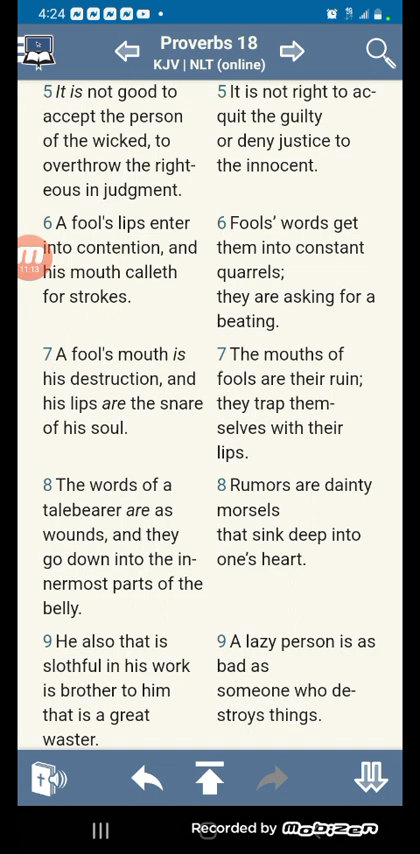 4:24
Proverbs 18
KJV | NLT (online)
5 It is not good to
accept the person
of the wicked, to
overthrow the right-
eous in judgment.
5 It is not right to ac-
quit the guilty
or deny justice to
the innocent.
6 A fool's lips enter
into contention, and
his mouth calleth
for strokes.
6 Fools’ words get
them into constant
quarrels;
they are asking for a
beating.
m
11:13
7 A fool's mouth is
his destruction, and
his lips are the snare
of his soul.
7 The mouths of
fools are their ruin;
they trap them-
selves with their
lips.
8 The words of a
talebearer are as
wounds, and they
go down into the in-
nermost parts of the
belly.
8 Rumors are dainty
morsels
that sink deep into
one’s heart.
9 He also that is
slothful in his work
is brother to him
that is a great
waster.
9 A lazy person is as
bad as
someone who de-
stroys things.
Recorded by mobizen